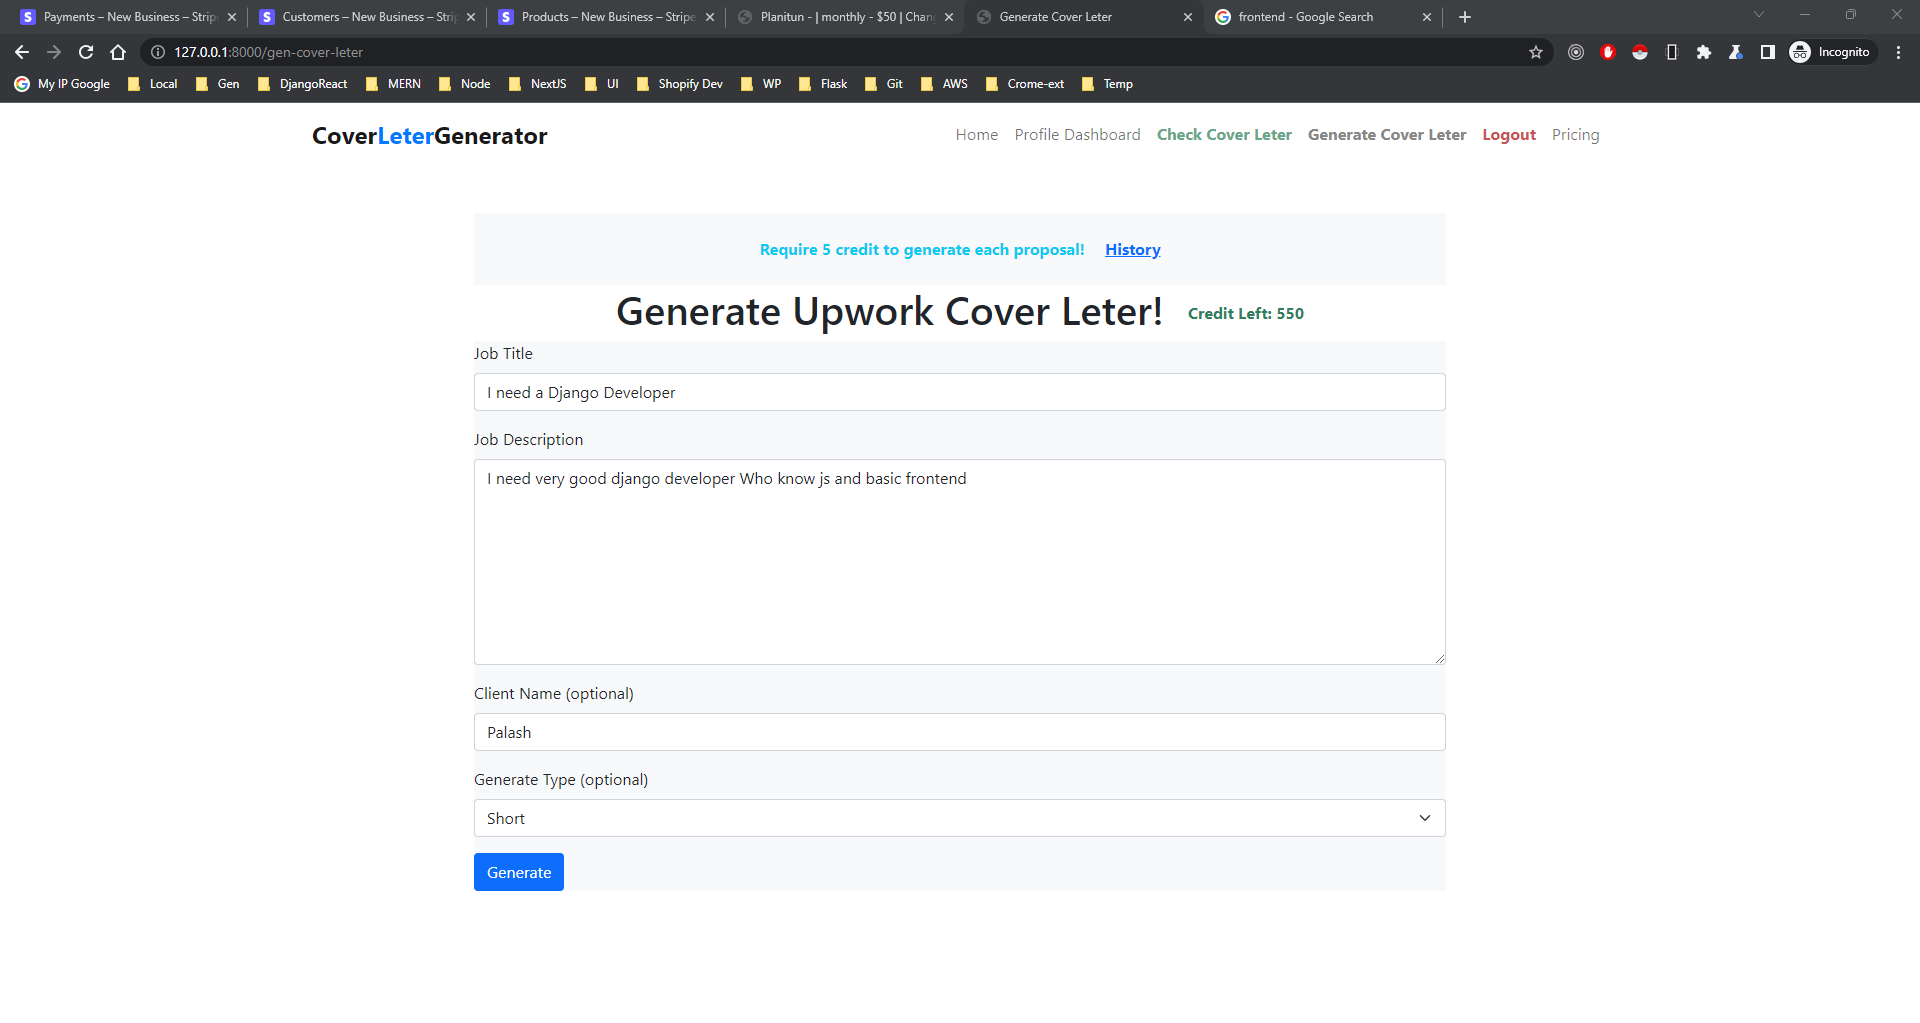 Payments – New Business – Strip
Customers – New Business – Strip
Products – New Business – Stripe
Planitun - | monthly - $50 | Chan
Generate Cover Leter
frontend - Google Search
127.0.0.1:8000/gen-cover-leter
Incognito
My IP Google
Local
Gen
DjangoReact
MERN
Node
NextJS
UI
Shopify Dev
WP
Flask
Git
AWS
Crome-ext
Temp
CoverLeterGenerator
Home
Profile Dashboard
Check Cover Leter
Generate Cover Leter
Logout
Pricing
Require 5 credit to generate each proposal!
History
Generate Upwork Cover Leter!
Credit Left: 550
Job Title
I need a Django Developer
Job Description
I need very good django developer Who know js and basic frontend
Client Name (optional)
Palash
Generate Type (optional)
Short
Generate